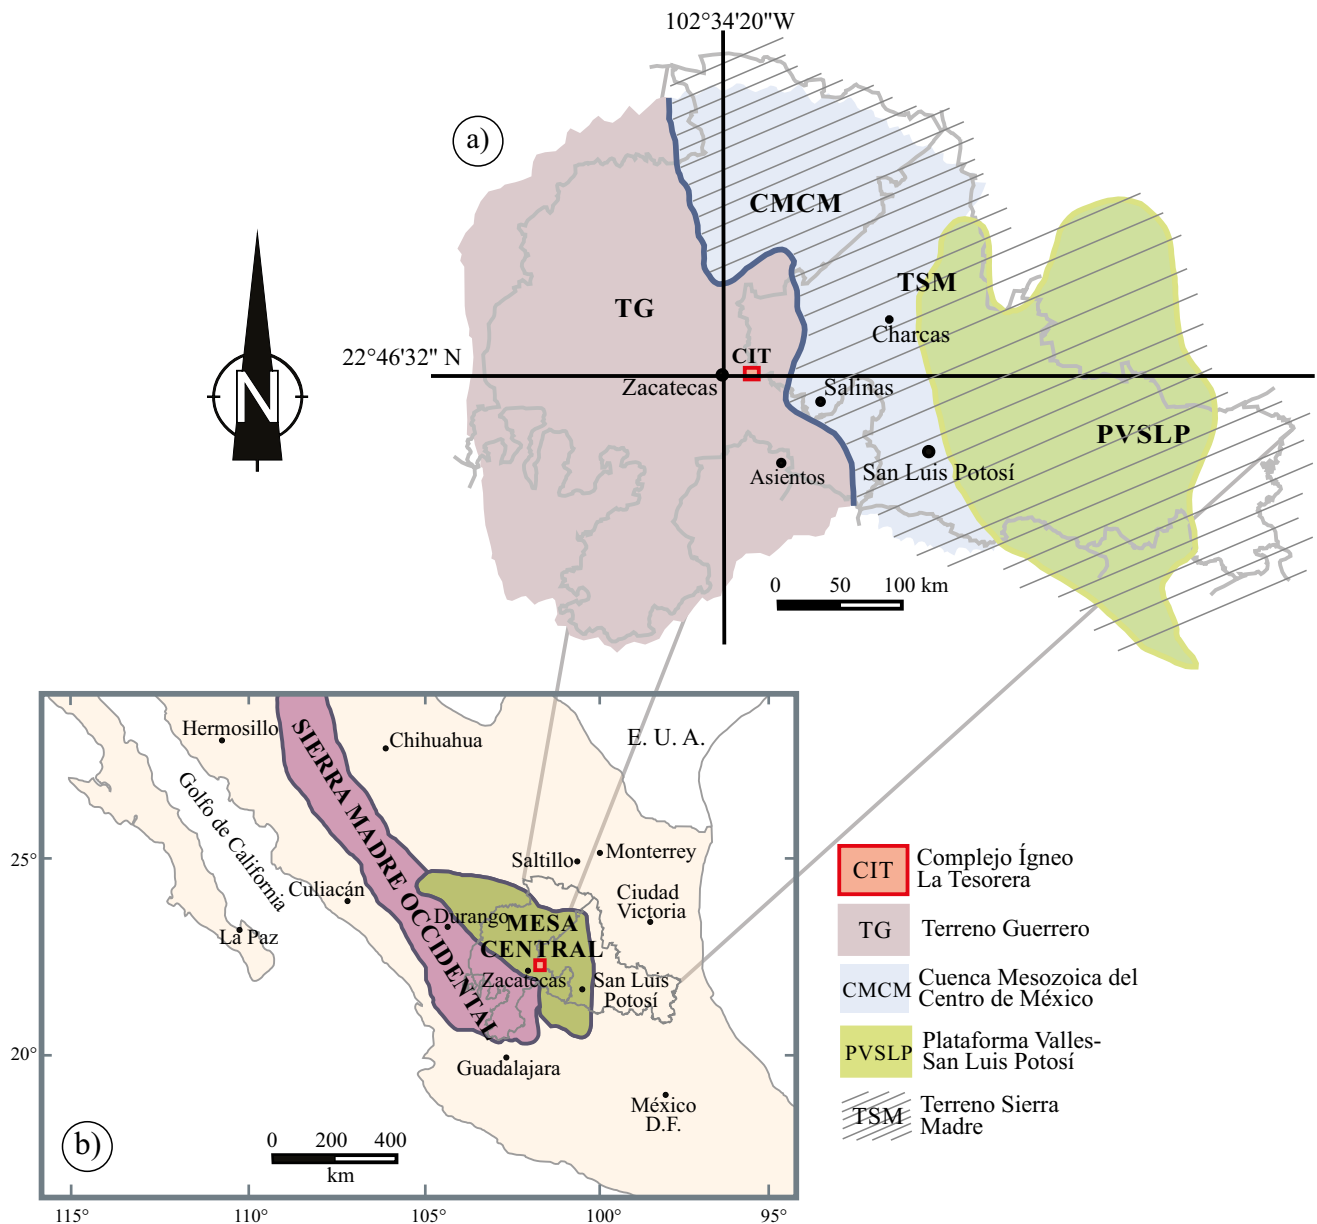 102°34'20"W
a)
CMCM
TSM
TG
Charcas
22°46'32" N
CIT
Zacatecas
Salinas
N
PVSLP
Asientos
San Luis Potosí
0 50 100 km
E. U. A.
Hermosillo
Chihuahua
SIERRA MADRE OCCIDENTAL
Golfo de California
25°
Saltillo
Monterrey
Culiacán
Ciudad
Victoria
Durango
MESA
CENTRAL
La Paz
Zacatecas
San Luis
Potosí
20°
Guadalajara
México
D.F.
b)
0 200 400
km
115° 110° 105° 100° 95°
CIT
Complejo Ígneo
La Tesorera
TG
Terreno Guerrero
CMCM
Cuenca Mesozoica del
Centro de México
PVSLP
Plataforma Valles-
San Luis Potosí
TSM
Terreno Sierra
Madre